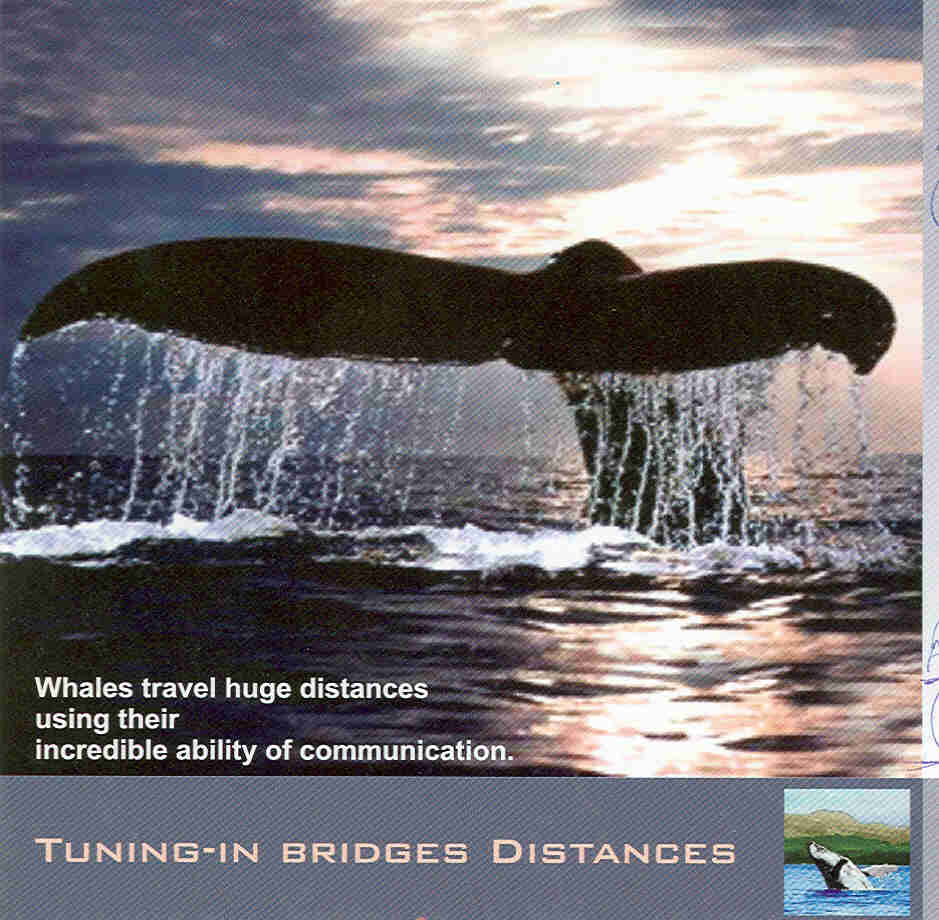 Whales travel huge distances
using their
incredible ability of communication.
TUNING-IN BRIDGES DISTANCES